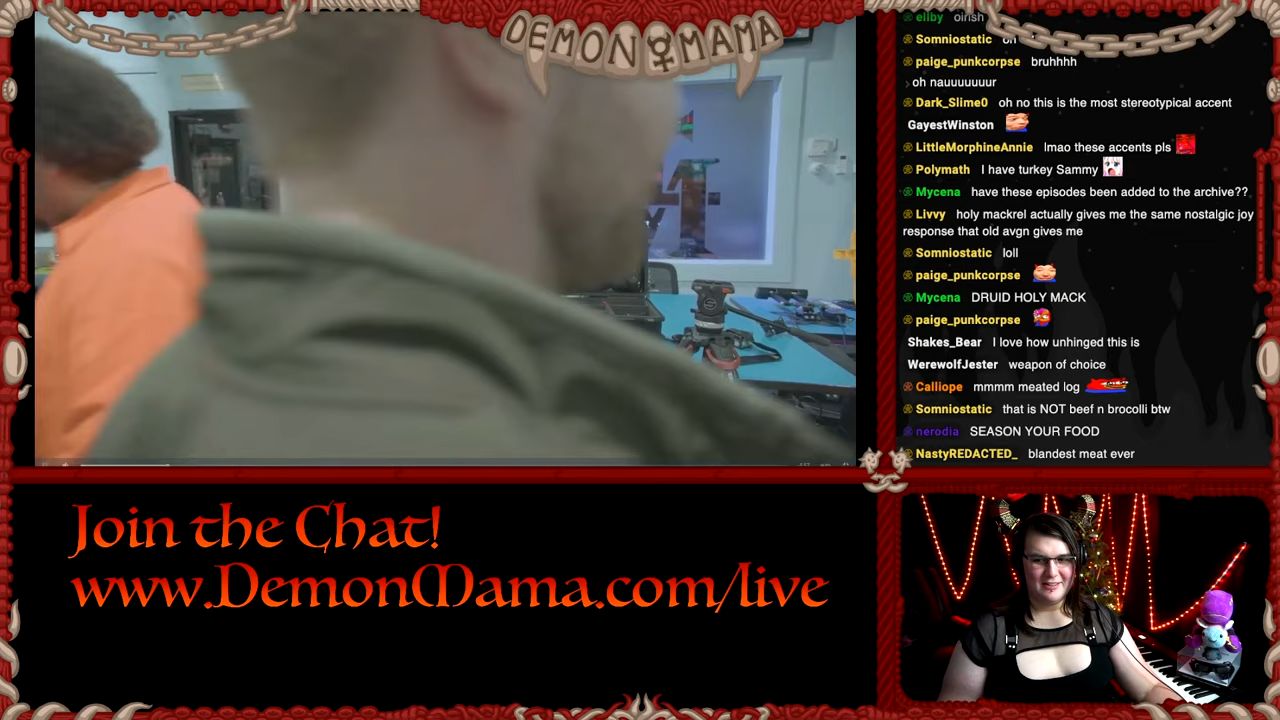 DEMON MAMA
eilby oirish
Somniostatic oh
paige_punkcorpse bruhhhh
oh nauuuuuuur
Dark_Slime0 oh no this is the most stereotypical accent
GayestWinston
LittleMorphineAnnie lmao these accents pls
Polymath I have turkey Sammy
Mycena have these episodes been added to the archive??
Livvy holy mackrel actually gives me the same nostalgic joy
response that old avgn gives me
Somniostatic loll
paige_punkcorpse
Mycena DRUID HOLY MACK
paige_punkcorpse
Shakes_Bear I love how unhinged this is
WerewolfJester weapon of choice
Calliope mmmm meated log
Somniostatic that is NOT beef n brocolli btw
nerodia SEASON YOUR FOOD
NastyREDACTED_ blandest meat ever
Join the Chat!
www.DemonMama.com/live